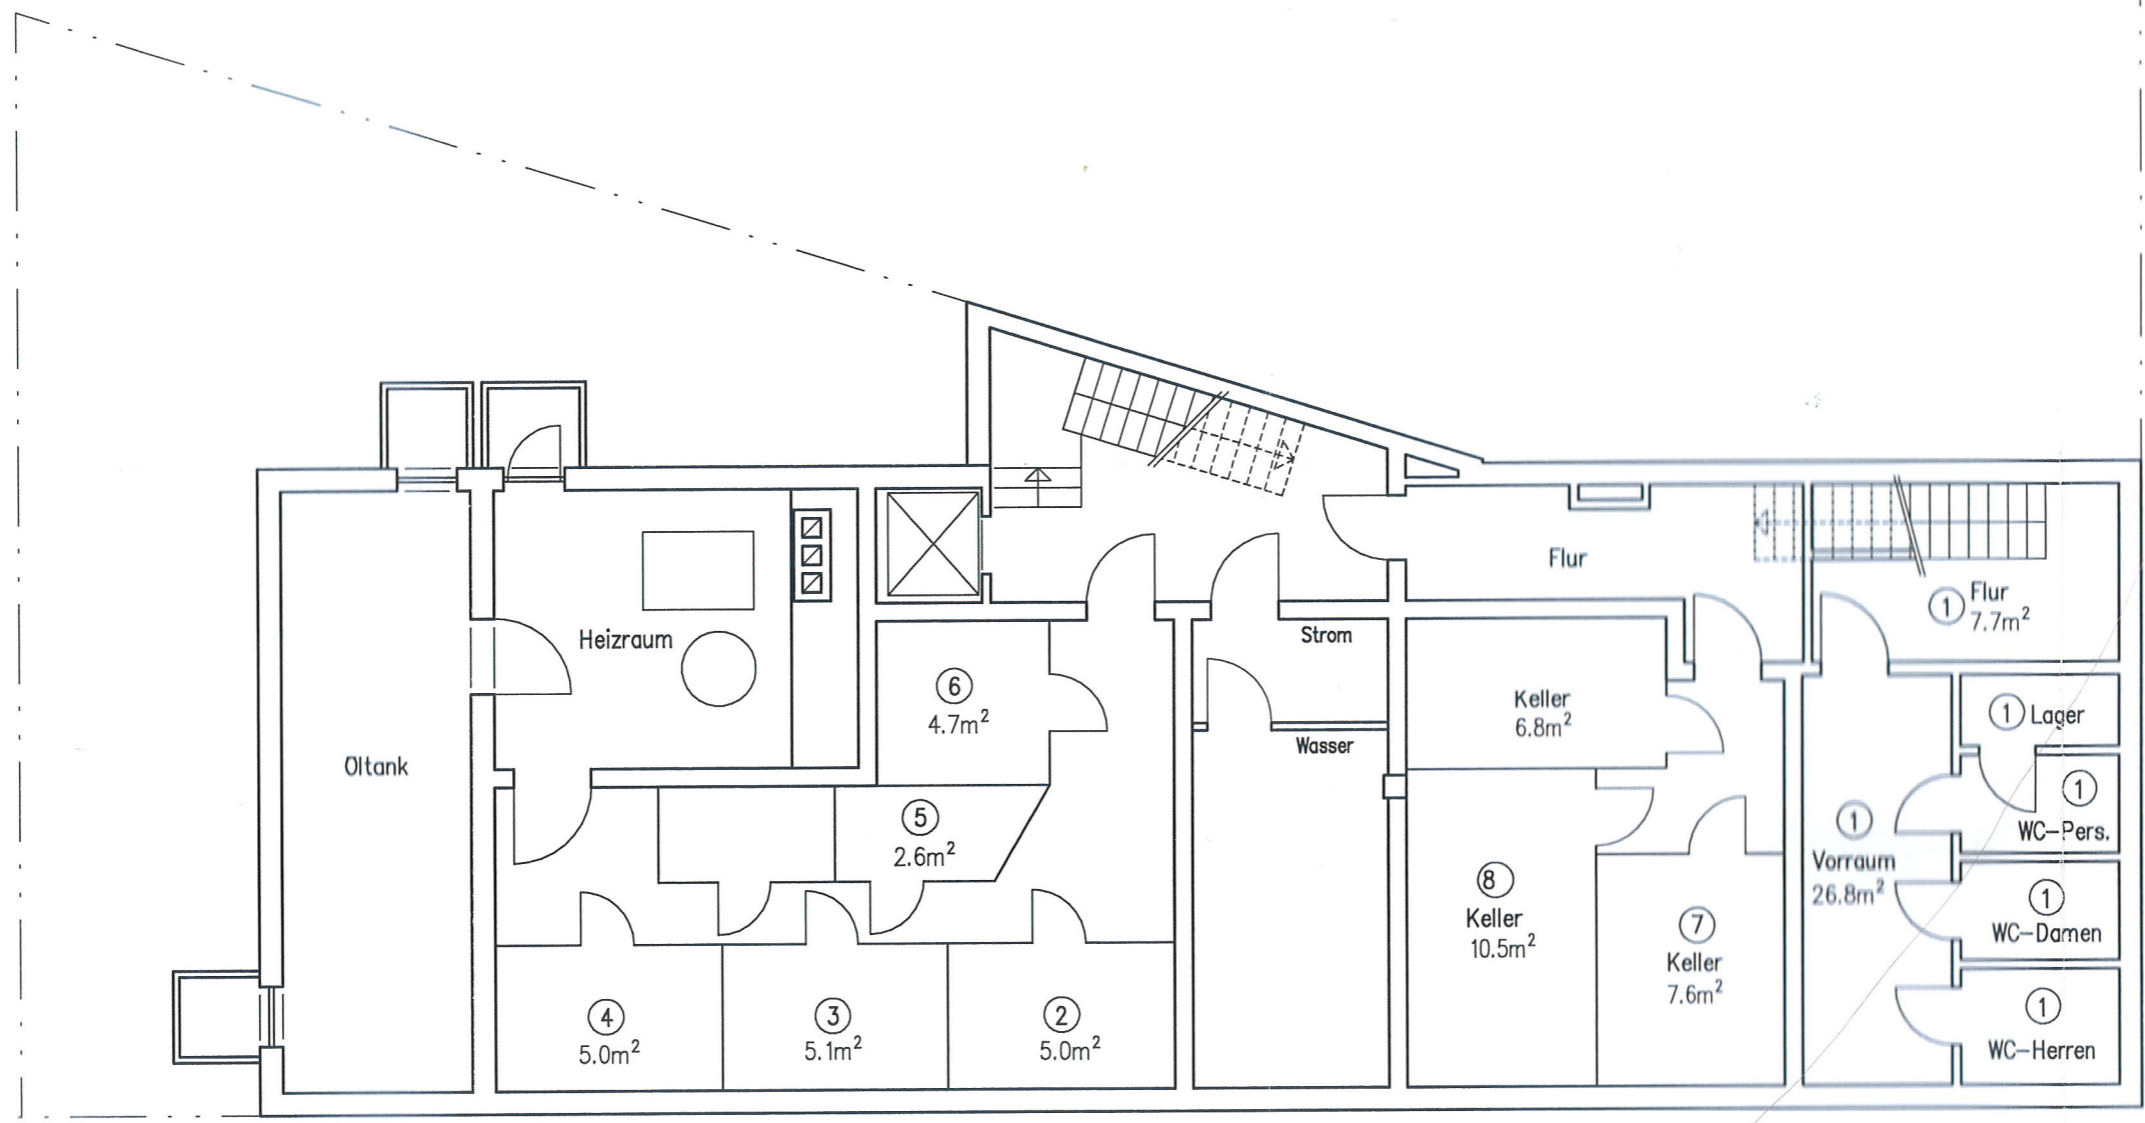 Flur
1
Flur
7.7m²
Heizraum
Strom
6
4.7m²
Keller
6.8m²
1 Lager
Öltank
Wasser
5
2.6m²
1
WC-Pers.
1
Vorraum
26.8m²
8
Keller
10.5m²
7
Keller
7.6m²
1
WC-Damen
4
5.0m²
3
5.1m²
2
5.0m²
1
WC-Herren